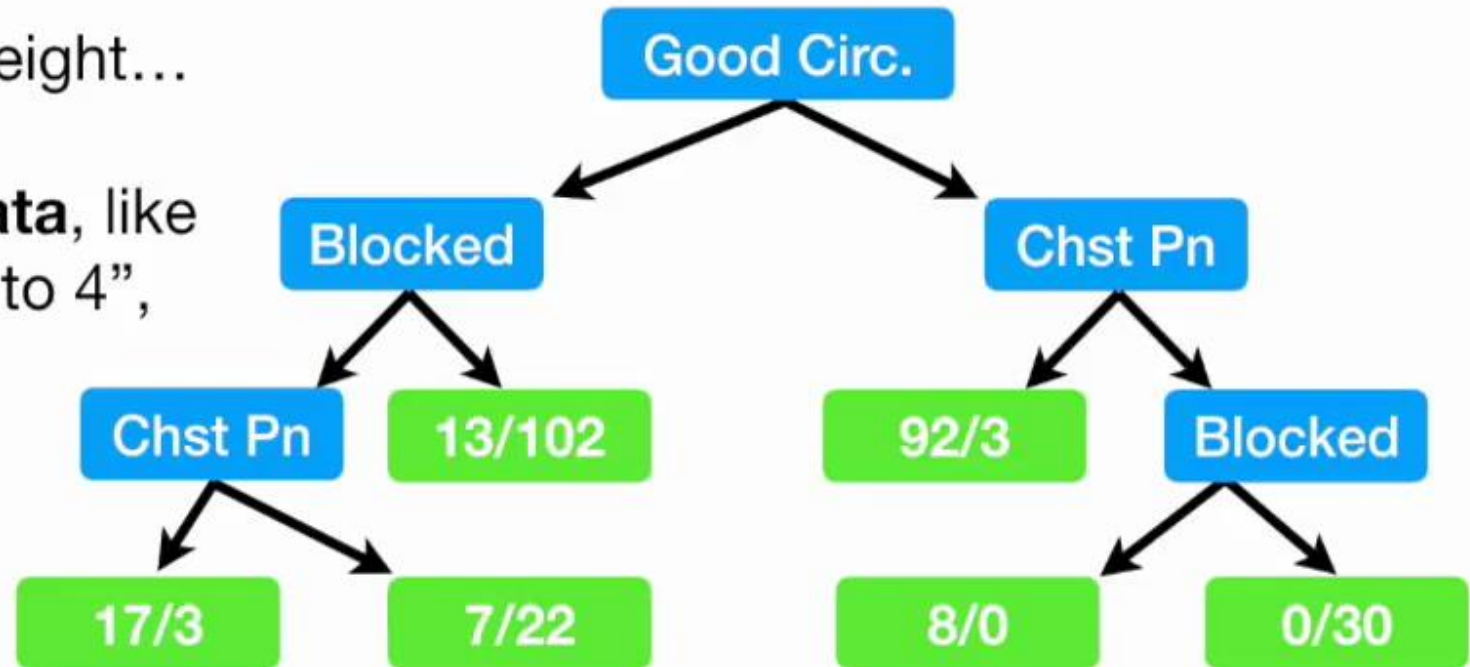 eight...
ata, like
to 4”,
Good Circ.
Blocked
Chst Pn
Chst Pn
13/102
92/3
Blocked
17/3
7/22
8/0
0/30